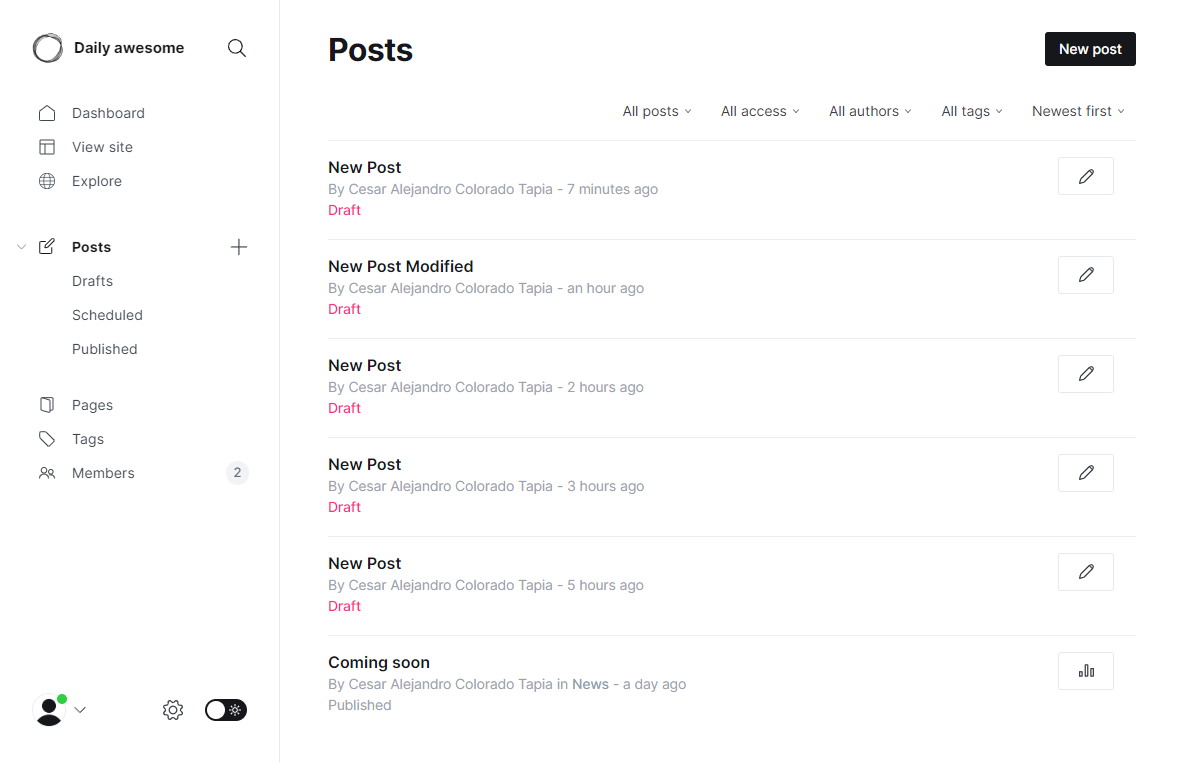 Daily awesome
Dashboard
View site
Explore
Posts
Drafts
Scheduled
Published
Pages
Tags
Members 2
Posts
New post
All posts All access All authors All tags Newest first
New Post
By Cesar Alejandro Colorado Tapia - 7 minutes ago
Draft
New Post Modified
By Cesar Alejandro Colorado Tapia - an hour ago
Draft
New Post
By Cesar Alejandro Colorado Tapia - 2 hours ago
Draft
New Post
By Cesar Alejandro Colorado Tapia - 3 hours ago
Draft
New Post
By Cesar Alejandro Colorado Tapia - 5 hours ago
Draft
Coming soon
By Cesar Alejandro Colorado Tapia in News - a day ago
Published